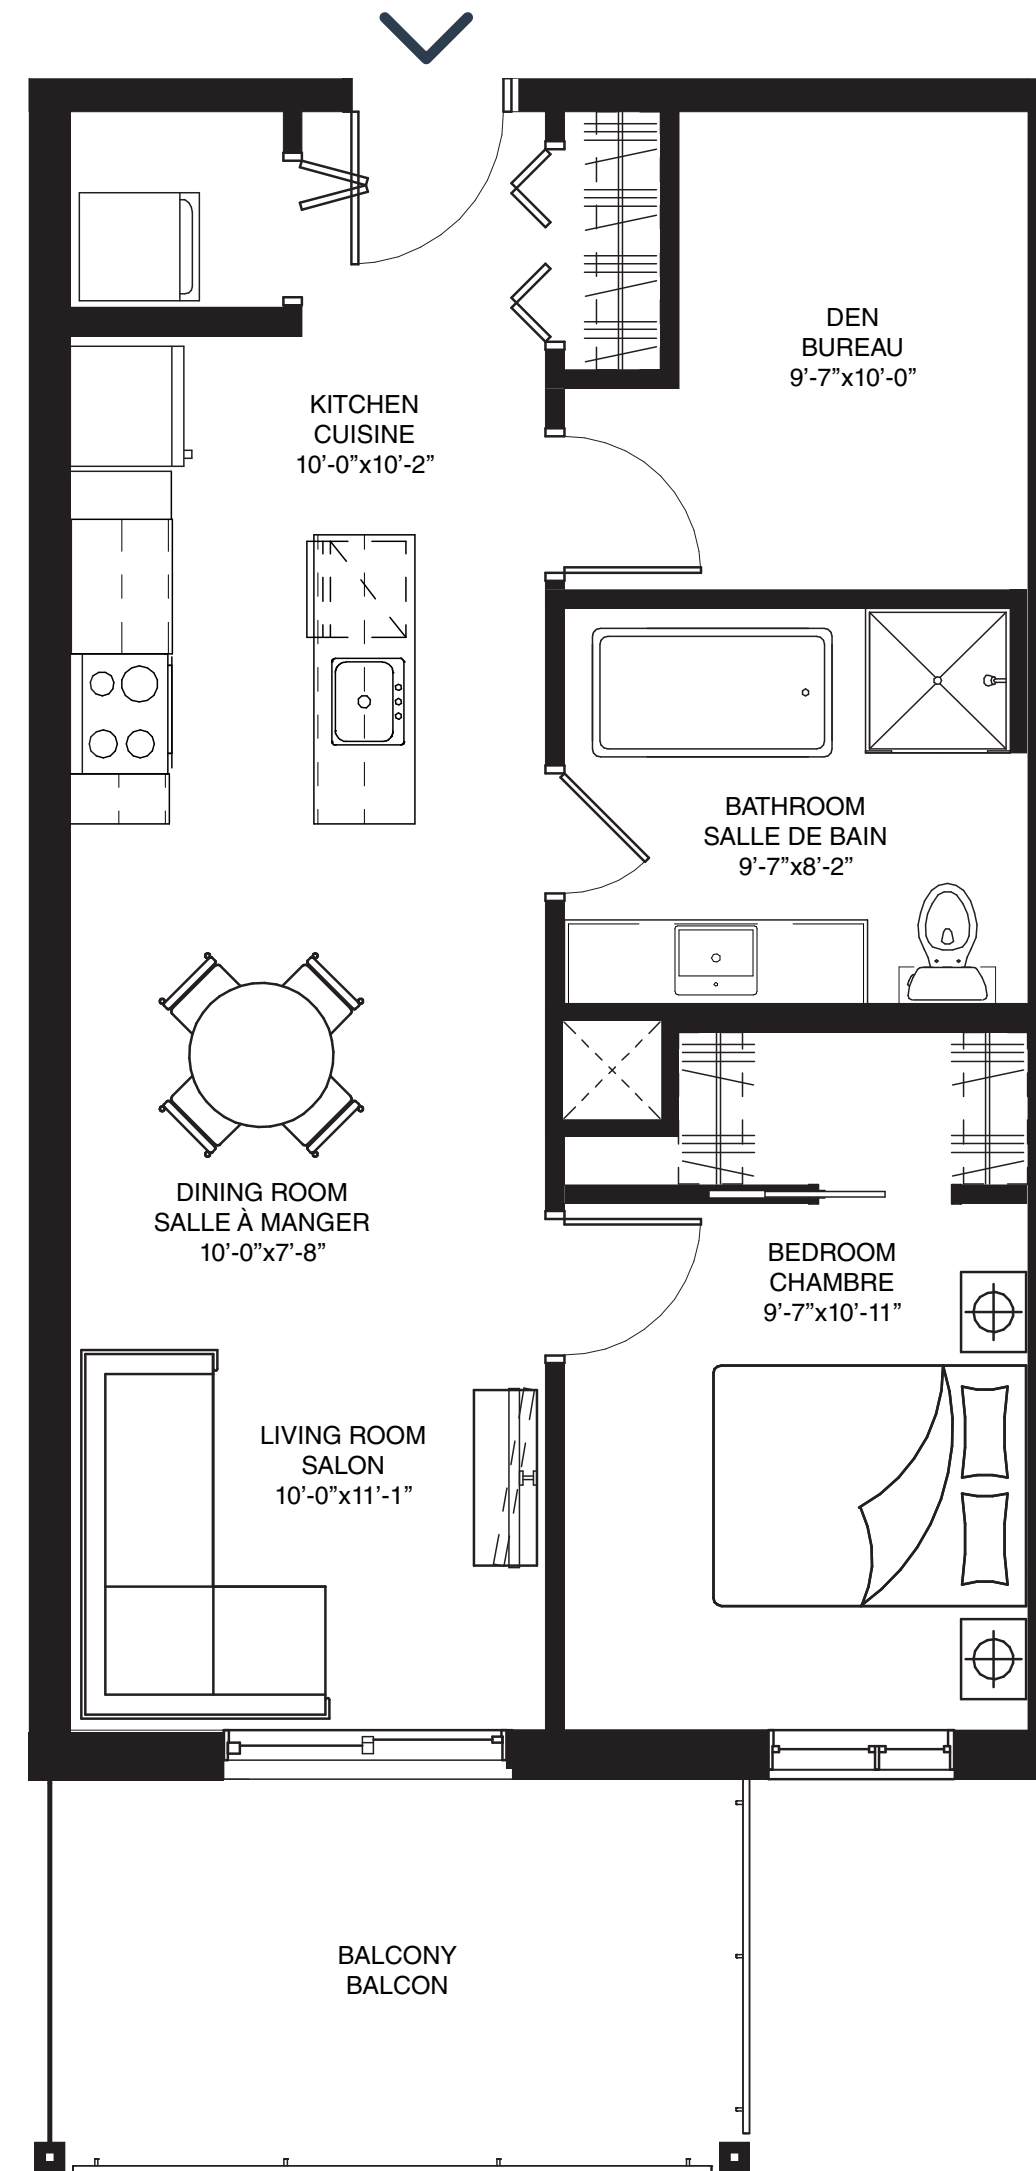 DEN
BUREAU
9’-7”x10’-0”
KITCHEN
CUISINE
10’-0”x10’-2”
BATHROOM
SALLE DE BAIN
9’-7”x8’-2”
DINING ROOM
SALLE À MANGER
10’-0”x7’-8”
BEDROOM
CHAMBRE
9’-7”x10’-11”
LIVING ROOM
SALON
10’-0”x11’-1”
BALCONY
BALCON